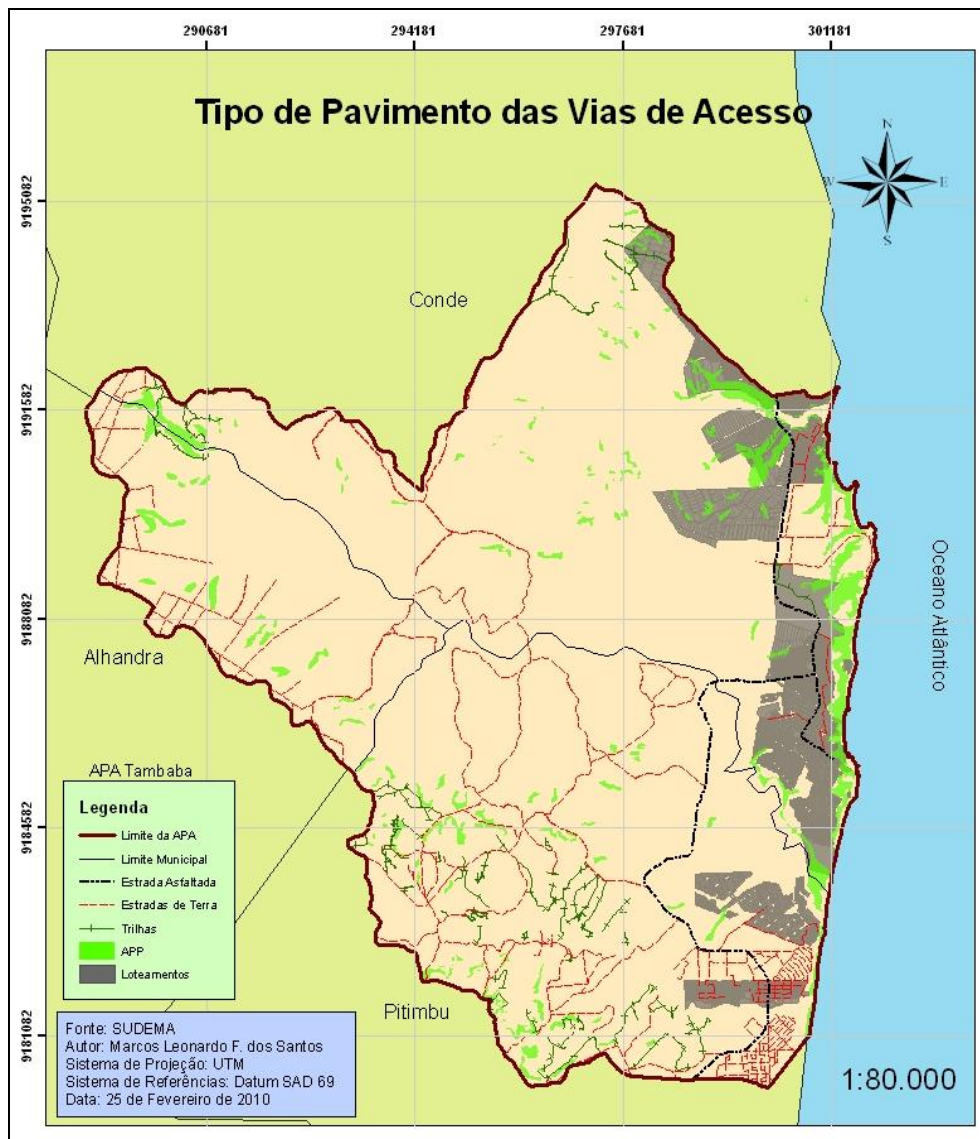 290681 294181 297681 301181
Tipo de Pavimento das Vias de Acesso
N
W E
S
9195082
Conde
9191582
Oceano Atlântico
9188082
Alhandra
APA Tambaba
Legenda
Limite da APA
Limite Municipal
Estrada Asfaltada
Estradas de Terra
Trilhas
APP
Loteamentos
9184582
Pitimbu
9181082
Fonte: SUDEMA
Autor: Marcos Leonardo F. dos Santos
Sistema de Projeção: UTM
Sistema de Referências: Datum SAD 69
Data: 25 de Fevereiro de 2010
1:80.000